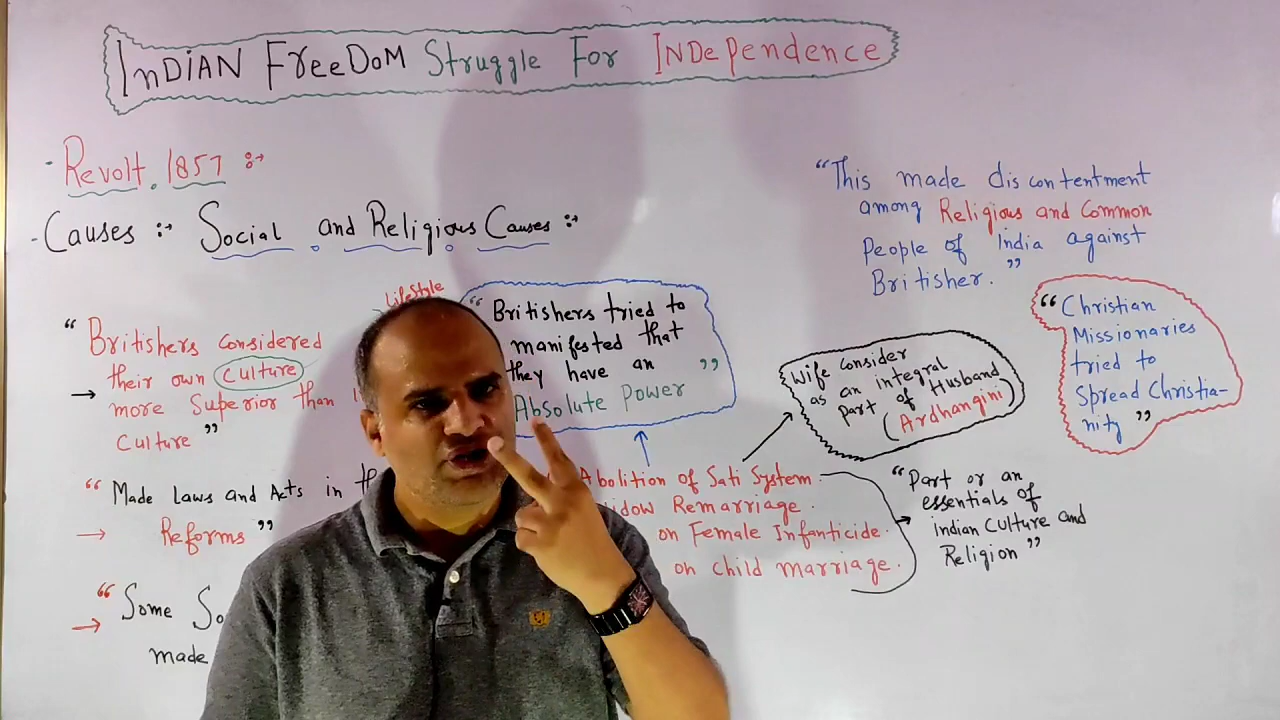 INDIAN FreeDoM Struggle For INDependence
- Revolt 1857 :→
- Causes :→ Social and Religious Causes :→
Lifestyle
" Britishers considered
→ their own Culture
more Superior than
Culture "
" Made Laws and Acts in
→ Reforms "
" Some
→ made
" Britishers tried to
manifested that
they have an "
Absolute Power
Abolition of Sati System
Remarriage.
on Female Infanticide.
on child marriage.
Wife consider
as an integral
part of Husband
(Ardhangini)
"Part or an
essentials of
indian Culture and
Religion "
"This made discontentment
among Religious and Common
People of India against
Britisher. "
" Christian
Missionaries
tried to
Spread Christia-
nity "